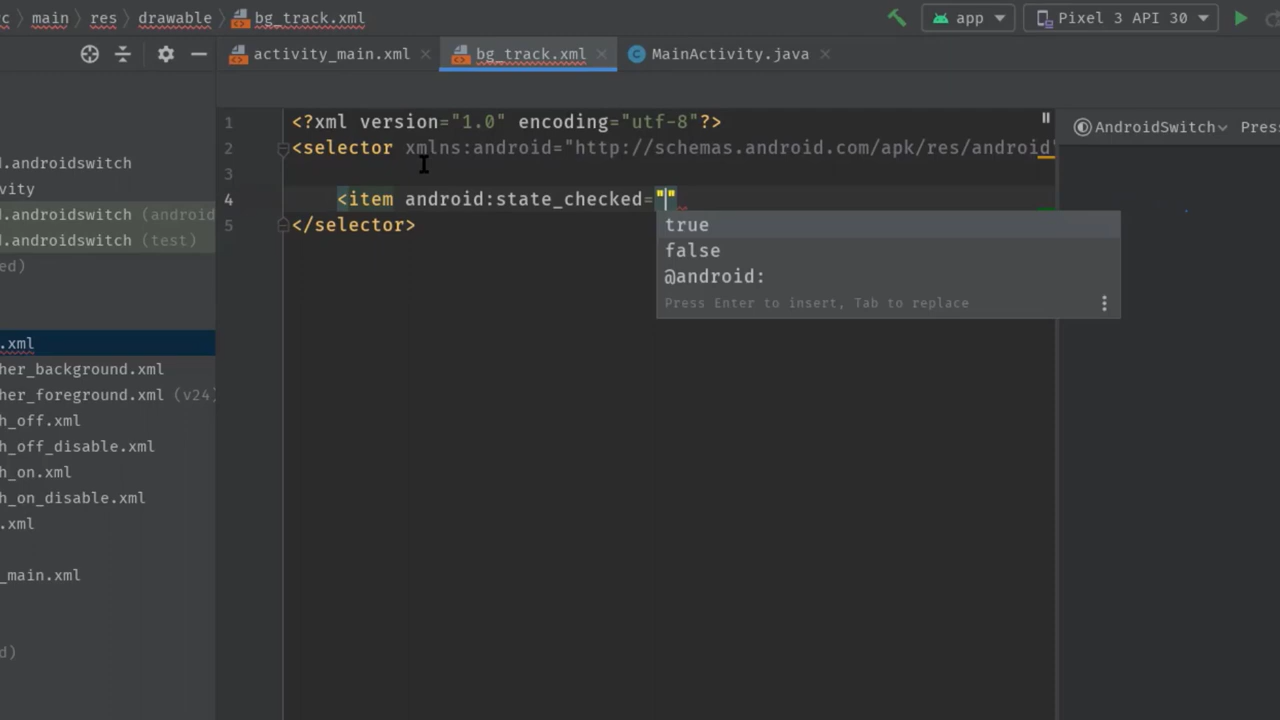 c main res drawable bg_track.xml app Pixel 3 API 30
activity_main.xml bg_track.xml MainActivity.java
AndroidSwitch Press
1 <?xml version="1.0" encoding="utf-8"?>
2 <selector xmlns:android="http://schemas.android.com/apk/res/android"
3
4 <item android:state_checked=""
5 </selector>
true
false
@android:
Press Enter to insert, Tab to replace
.androidswitch
vity
d.androidswitch (android
d.androidswitch (test)
ed)
.xml
her_background.xml
her_foreground.xml (v24)
h_off.xml
h_off_disable.xml
h_on.xml
h_on_disable.xml
.xml
_main.xml
d)